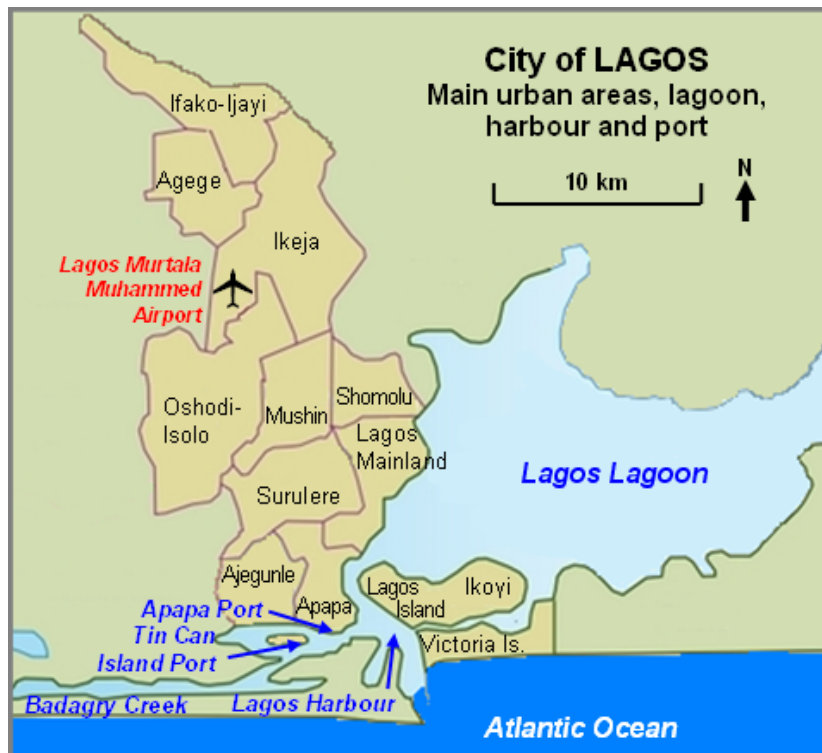 City of LAGOS
Main urban areas, lagoon,
harbour and port
10 km
N
Ifako-Ijayi
Agege
Ikeja
Lagos Murtala
Muhammed
Airport
Oshodi-
Isolo
Mushin
Shomolu
Lagos
Mainland
Surulere
Lagos Lagoon
Ajegunle
Apapa
Lagos
Island
Ikoyi
Victoria Is.
Apapa Port
Tin Can
Island Port
Badagry Creek
Lagos Harbour
Atlantic Ocean